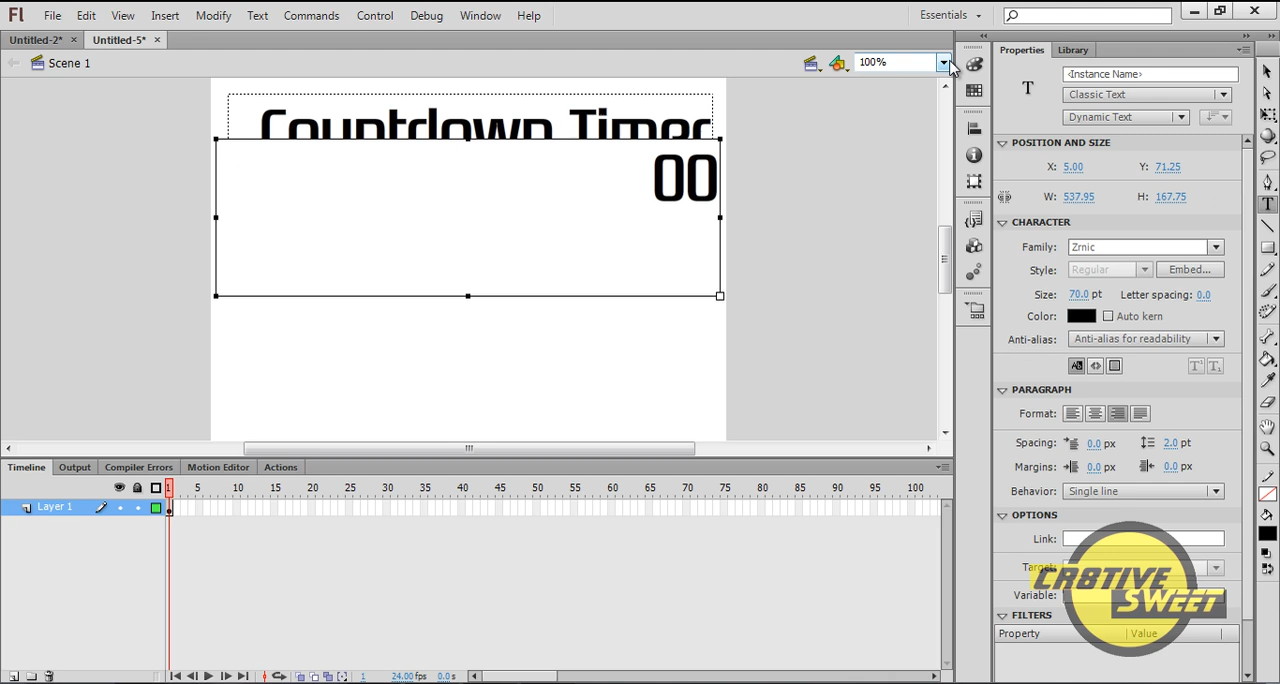 Fl File Edit View Insert Modify Text Commands Control Debug Window Help Essentials
Untitled-2* × Untitled-5* ×
Scene 1 100%
Countdown Timer
00
Properties Library
<Instance Name>
T Classic Text
Dynamic Text
POSITION AND SIZE
X: 5.00 Y: 71.25
W: 537.95 H: 167.75
CHARACTER
Family: Zrnic
Style: Regular Embed...
Size: 70.0 pt Letter spacing: 0.0
Color: Auto kern
Anti-alias: Anti-alias for readability
T¹ T₁
PARAGRAPH
Format:
Spacing: 0.0 px 2.0 pt
Margins: 0.0 px 0.0 px
Behavior: Single line
OPTIONS
Link:
Target:
Variable:
FILTERS
Property Value
CR8TIVE
SWEET
Timeline Output Compiler Errors Motion Editor Actions
1 5 10 15 20 25 30 35 40 45 50 55 60 65 70 75 80 85 90 95 100
Layer 1
1 24.00 fps 0.0 s